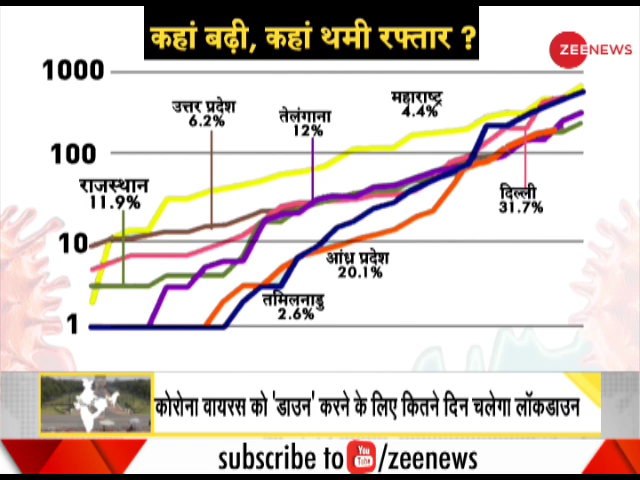 कहां बढ़ी, कहां थमी रफ्तार ?
ZEENEWS
1000
महाराष्ट्र
4.4%
उत्तर प्रदेश
6.2%
तेलंगाना
12%
100
राजस्थान
11.9%
दिल्ली
31.7%
10
आंध्र प्रदेश
20.1%
तमिलनाडु
2.6%
1
कोरोना वायरस को 'डाउन' करने के लिए कितने दिन चलेगा लॉकडाउन
subscribe to You Tube /zeenews